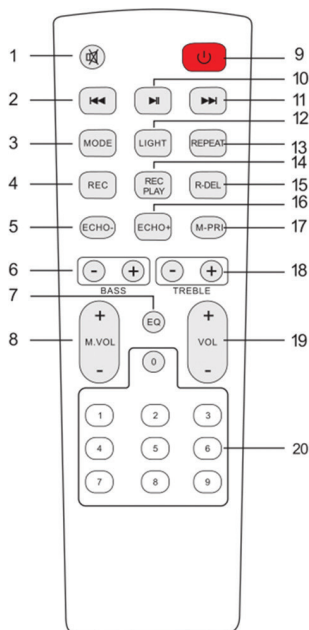 1 9
10
2 11
12
3 MODE LIGHT REPEAT 13
14
4 REC REC PLAY R-DEL 15
16
5 ECHO- ECHO+ M-PRI 17
6 - + - + 18
BASS TREBLE
7 EQ
+ +
8 M.VOL VOL 19
- -
0
1 2 3
4 5 6 20
7 8 9